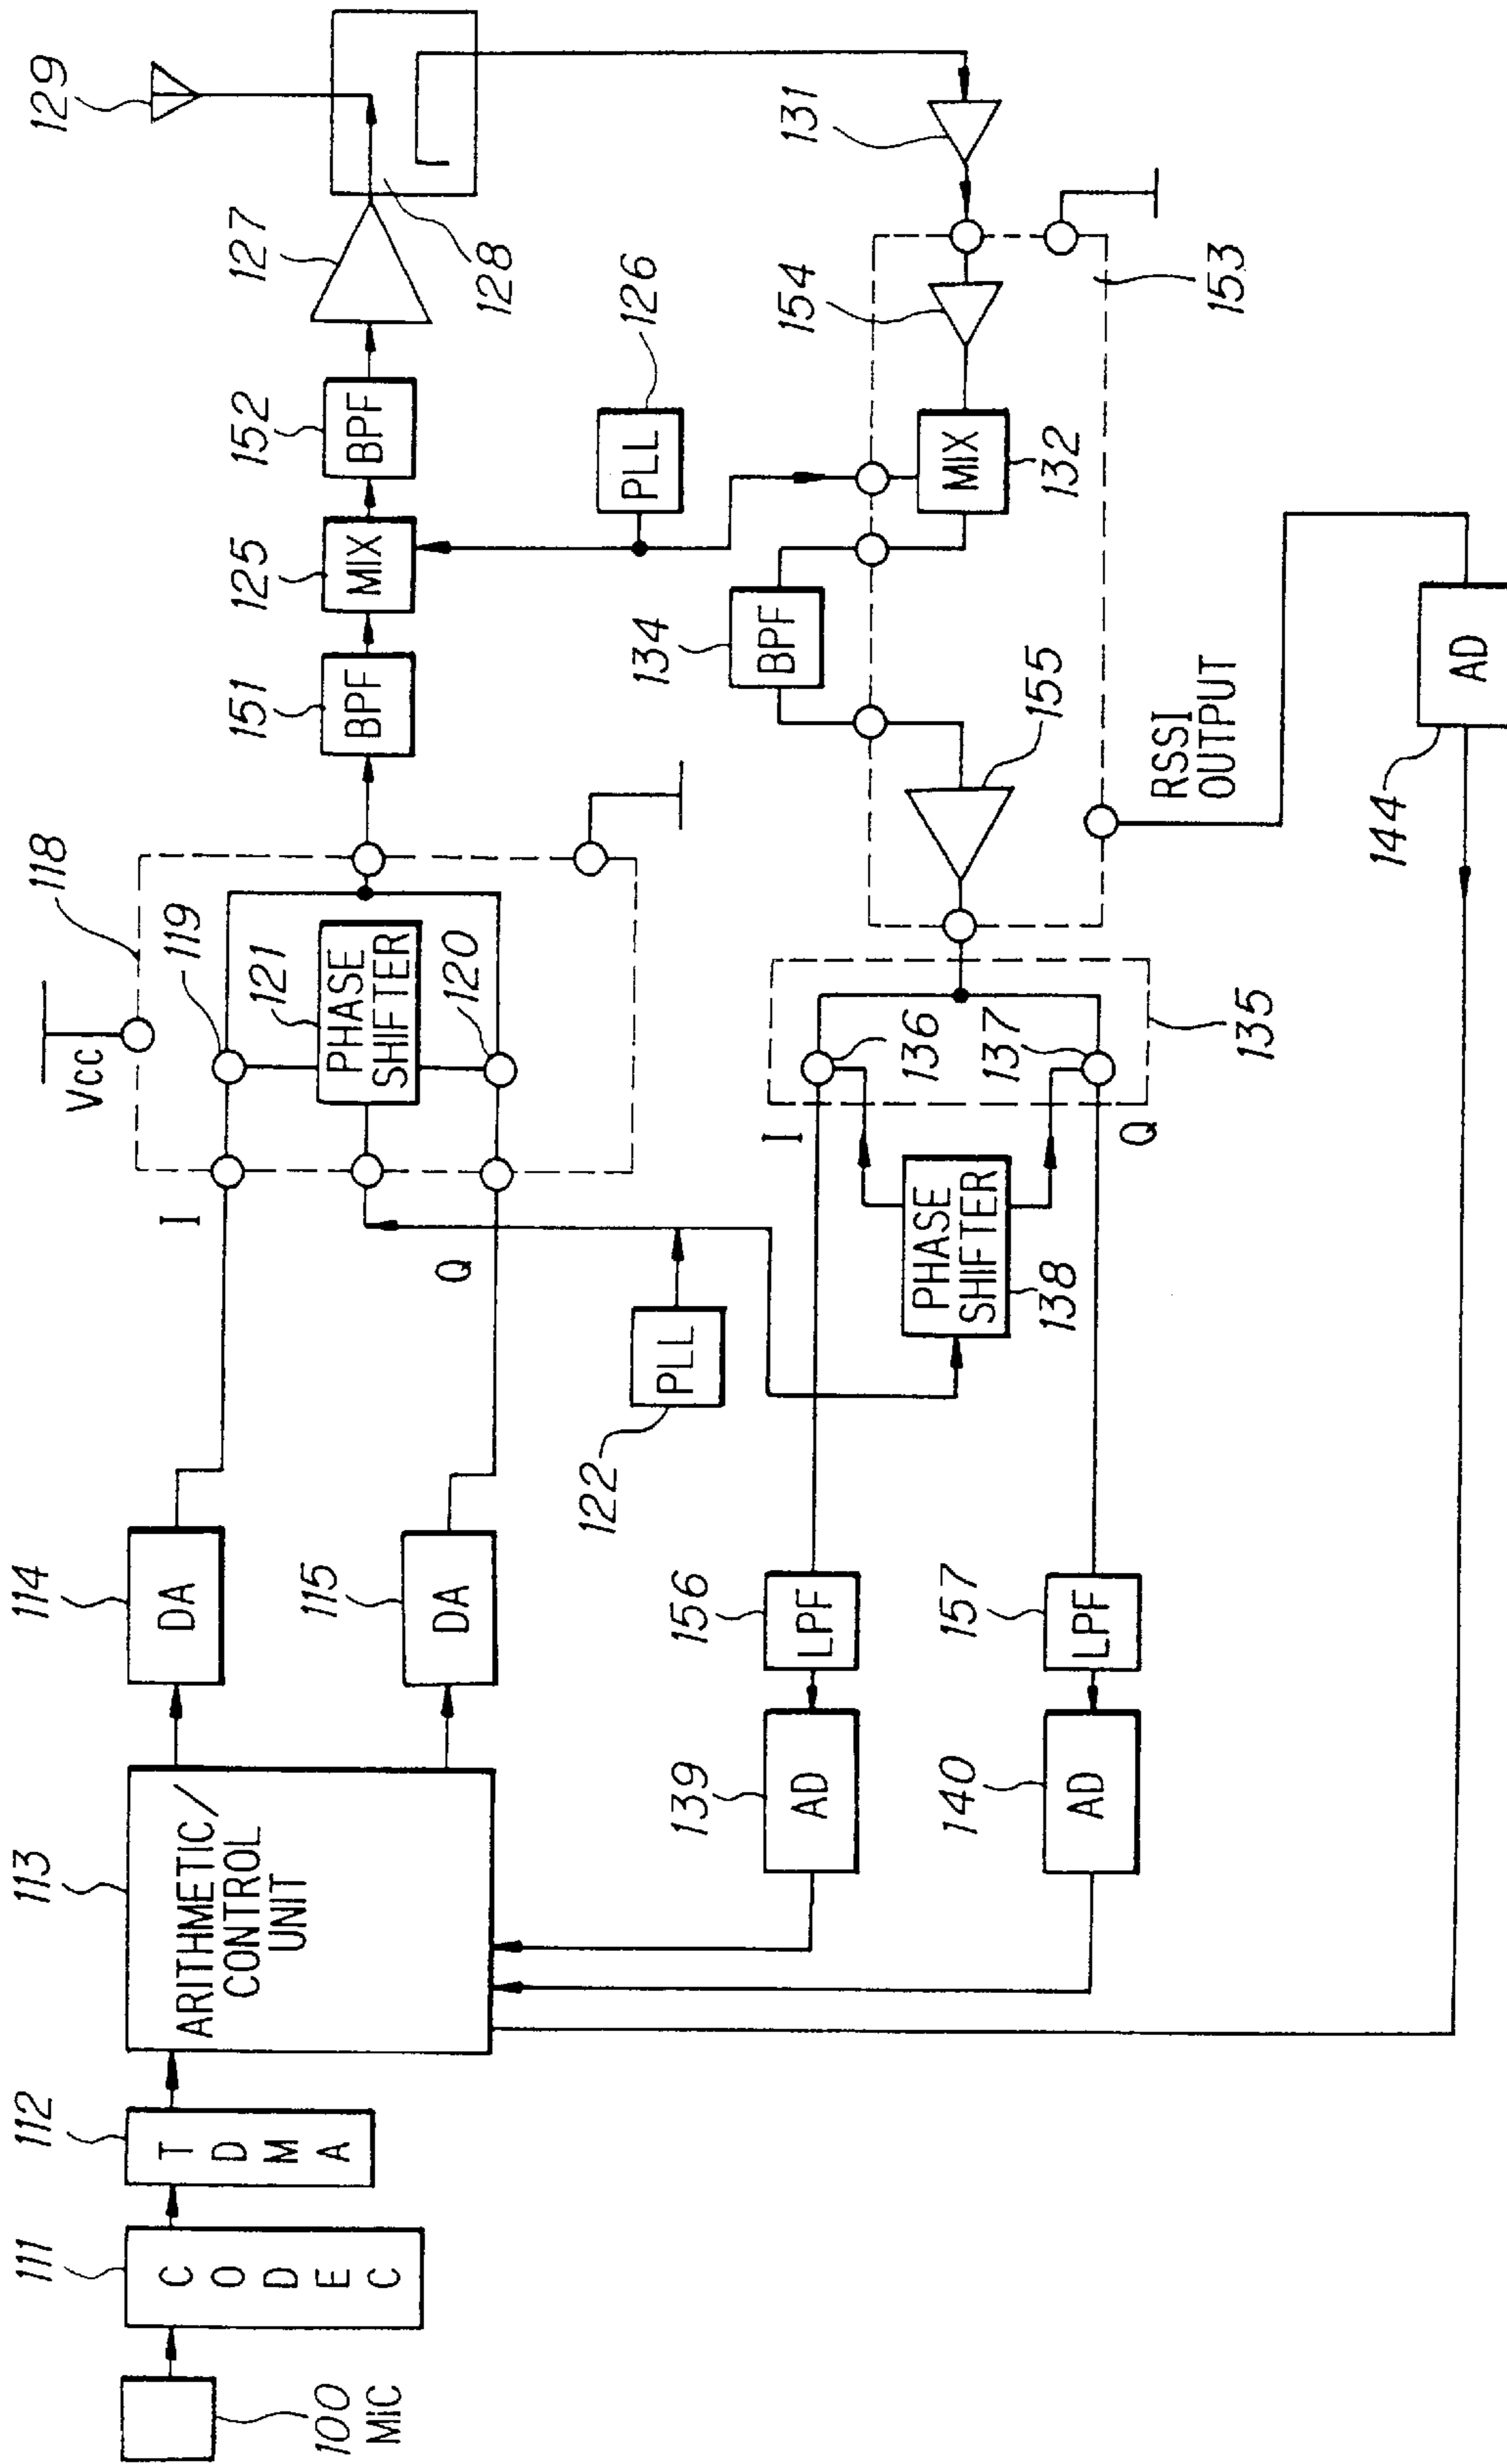 100
MiC
111
CODEC
112
TDMA
113
ARITHMETIC/
CONTROL
UNIT
114
DA
115
DA
I
Q
Vcc
118
119
121
PHASE
SHIFTER
120
122
PLL
151
BPF
125
MIX
152
BPF
127
128
129
126
PLL
131
154
153
MIX
132
134
BPF
155
RSSI
OUTPUT
144
AD
136
137
135
I
Q
PHASE
SHIFTER
138
156
LPF
157
LPF
139
AD
140
AD